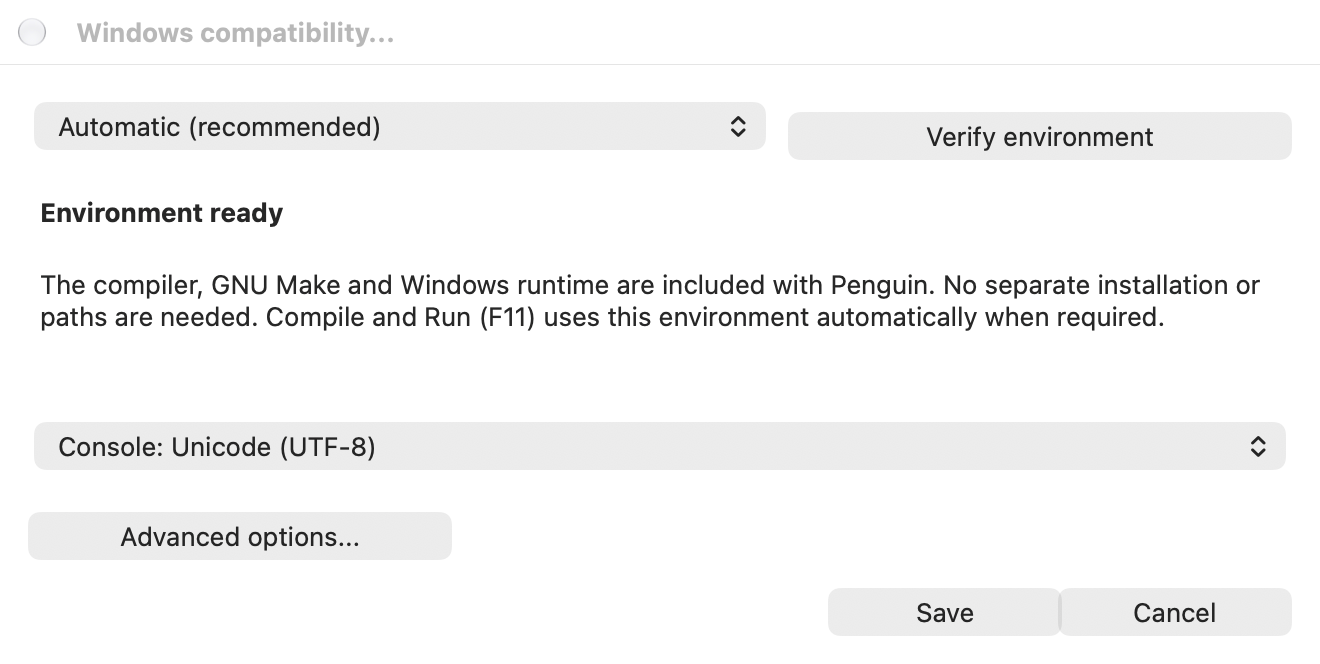 Windows compatibility...
Automatic (recommended)
Verify environment
Environment ready
The compiler, GNU Make and Windows runtime are included with Penguin. No separate installation or
paths are needed. Compile and Run (F11) uses this environment automatically when required.
Console: Unicode (UTF-8)
Advanced options...
Save
Cancel